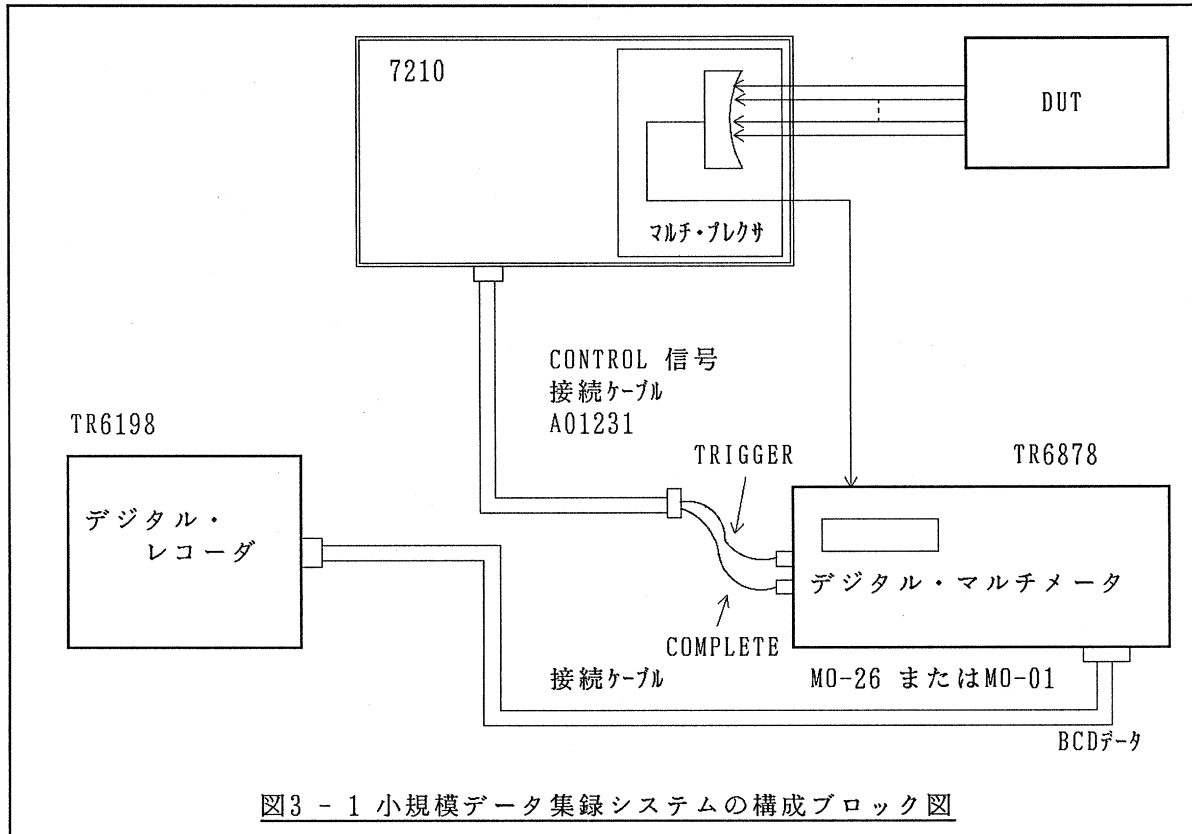 7210
DUT
マルチ・プレクサ
CONTROL 信号
接続ケーブル
A01231
TR6198
TRIGGER
TR6878
デジタル・
レコーダ
デジタル・マルチメータ
COMPLETE
接続ケーブル
MO-26 またはMO-01
BCDデータ
図3 - 1 小規模データ集録システムの構成ブロック図